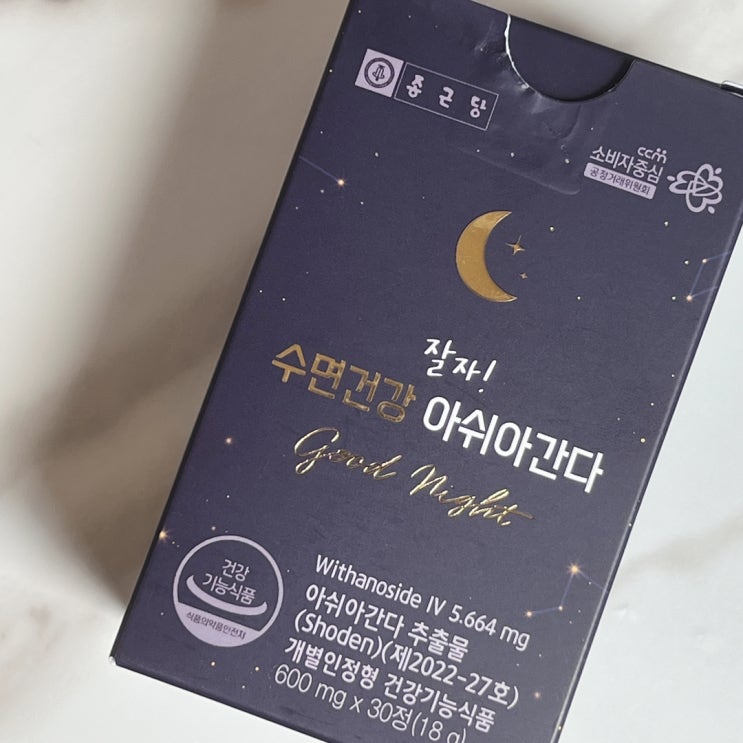 종근당
ccm
소비자중심
공정거래위원회
잘자!
수면건강 아쉬아간다
Good Night
건강
기능식품
식품의약품안전처
Withanoside IV 5.664 mg
아쉬아간다 추출물
(Shoden)(제2022-27호)
개별인정형 건강기능식품
600 mg x 30정(18 g)